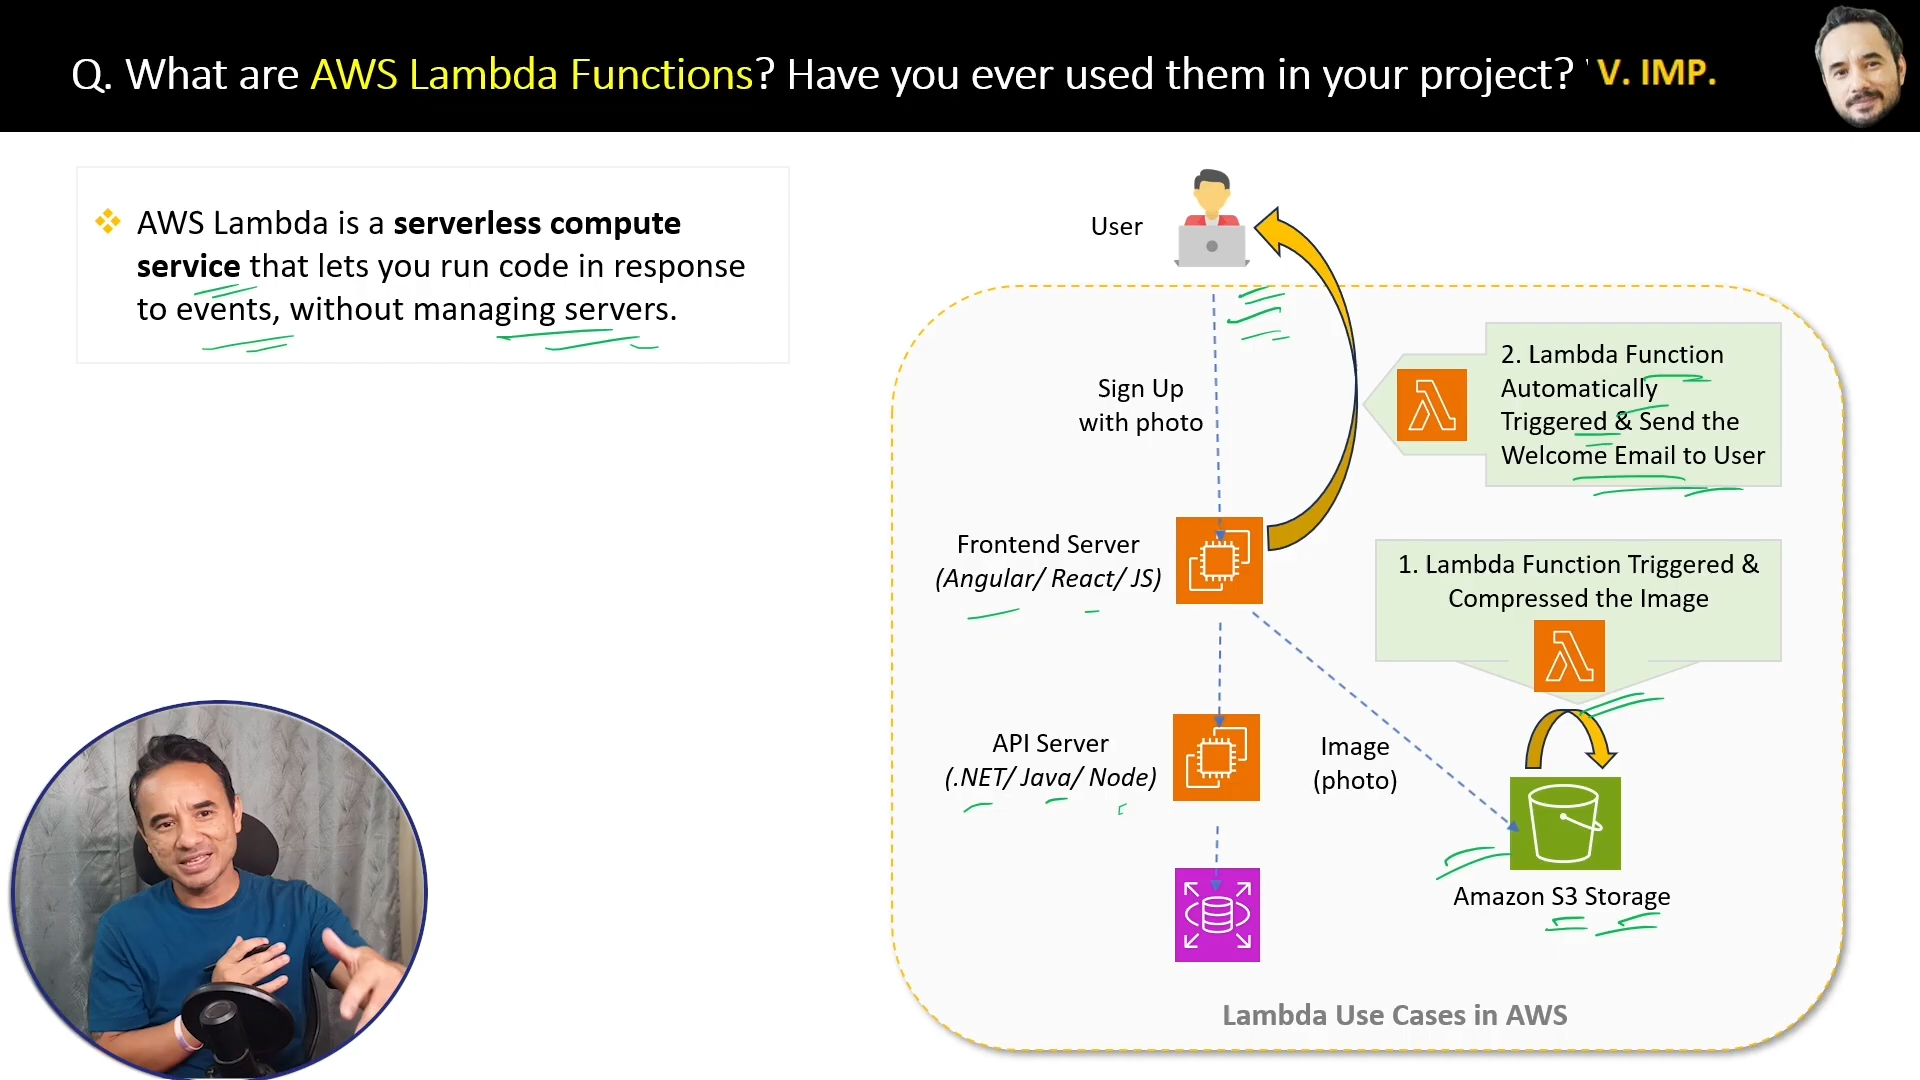 Q. What are AWS Lambda Functions? Have you ever used them in your project? V. IMP.
AWS Lambda is a serverless compute
service that lets you run code in response
to events, without managing servers.
User
Sign Up
with photo
2. Lambda Function
Automatically
Triggered & Send the
Welcome Email to User
Frontend Server
(Angular/ React/ JS)
1. Lambda Function Triggered &
Compressed the Image
API Server
(.NET/ Java/ Node)
Image
(photo)
Amazon S3 Storage
Lambda Use Cases in AWS